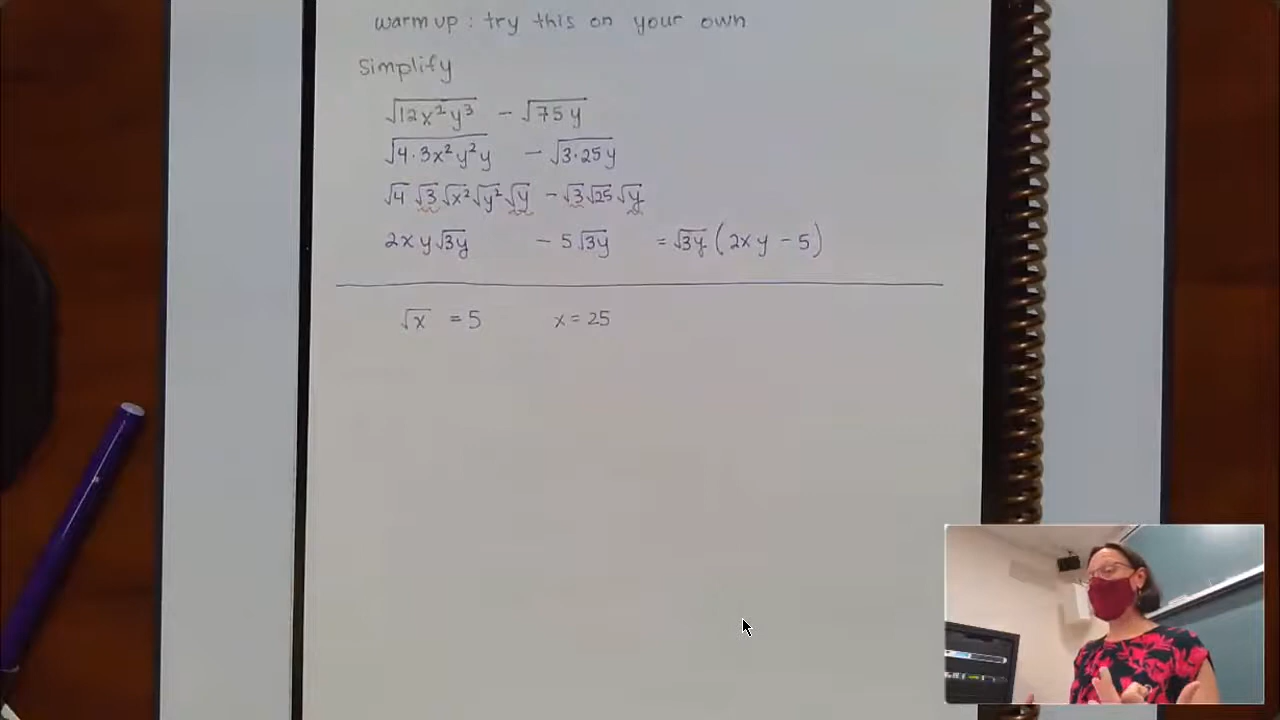 warm up : try this on your own
Simplify
√12x²y³ - √75y
√4·3x²y²y - √3·25y
√4 √3 √x² √y² √y - √3 √25 √y
2xy√3y - 5√3y = √3y (2xy - 5)
√x = 5 x = 25